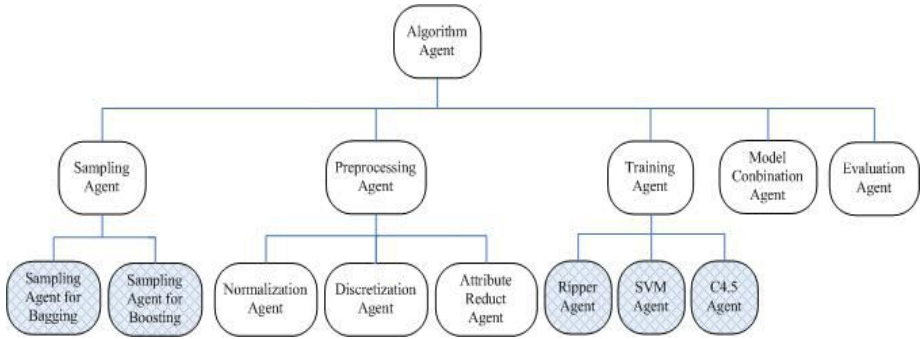 Algorithm
Agent
Sampling
Agent
Preprocessing
Agent
Training
Agent
Model
Conbination
Agent
Evaluation
Agent
Sampling
Agent for
Bagging
Sampling
Agent for
Boosting
Normalization
Agent
Discretization
Agent
Attribute
Reduct
Agent
Ripper
Agent
SVM
Agent
C4.5
Agent